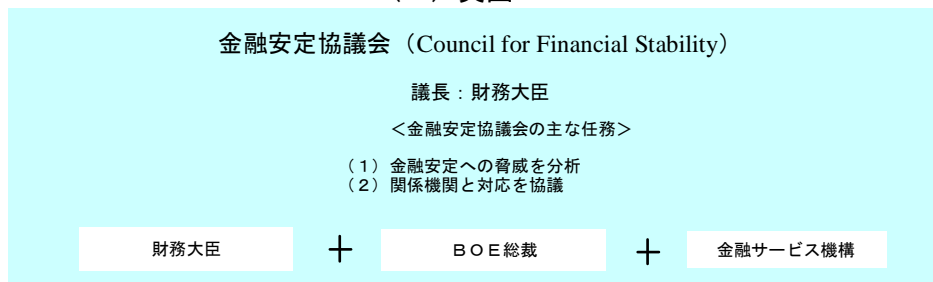 金融安定協議会（Council for Financial Stability）
議長：財務大臣
＜金融安定協議会の主な任務＞
（１）金融安定への脅威を分析
（２）関係機関と対応を協議
財務大臣 ＋ ＢＯＥ総裁 ＋ 金融サービス機構